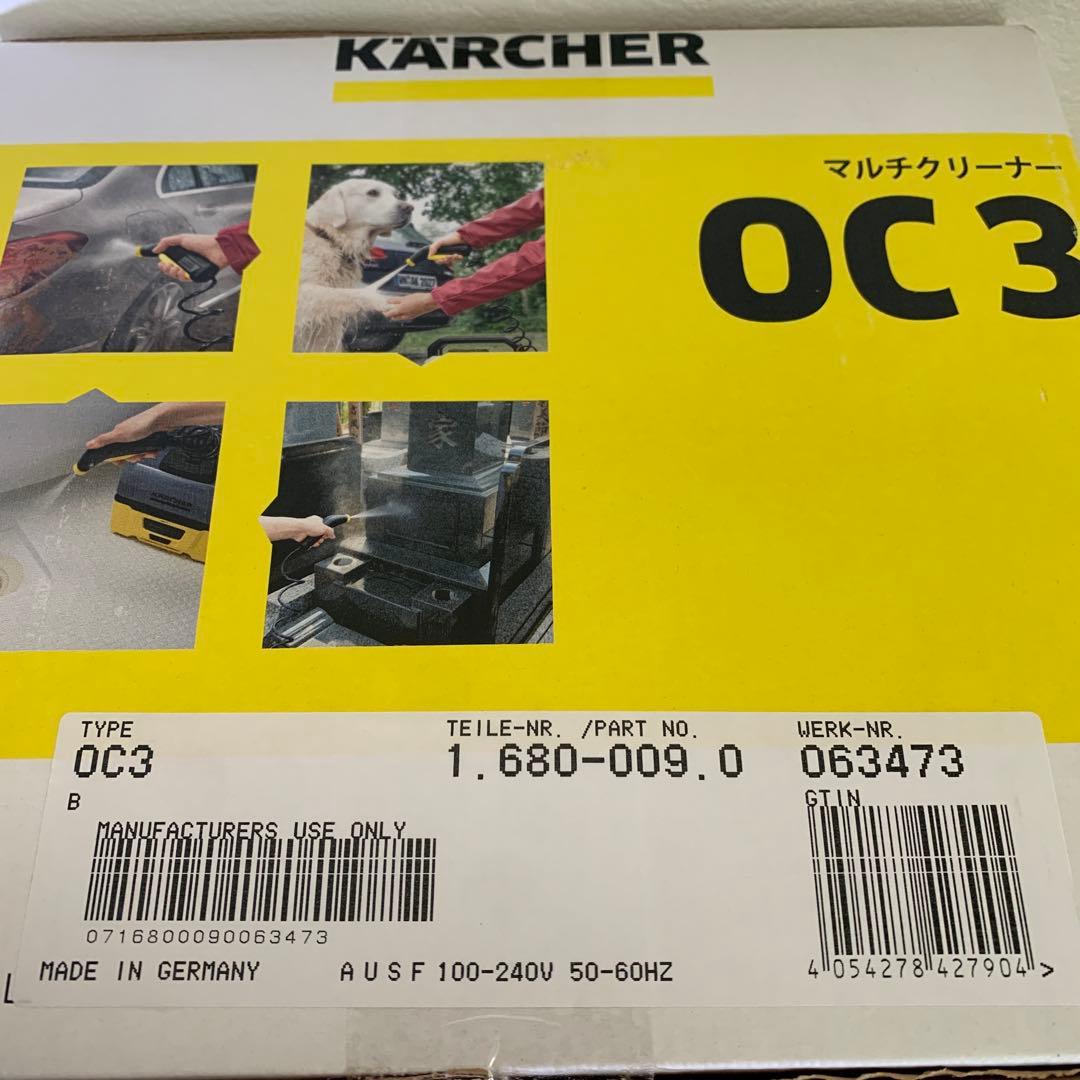 KÄRCHER
マルチクリーナー
OC 3
家
KÄRCHER
TYPE
OC3
TEILE-NR. /PART NO.
1.680-009.0
WERK-NR.
063473
B
GTIN
MANUFACTURERS USE ONLY
0716800090063473
4 054278 427904 >
MADE IN GERMANY
A U S F 100-240V 50-60HZ
L